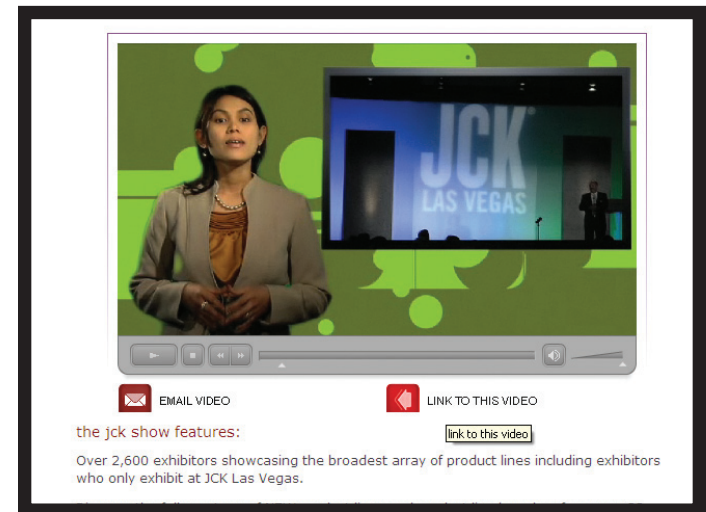 JCK
LAS VEGAS
EMAIL VIDEO
LINK TO THIS VIDEO
the jck show features:
link to this video
Over 2,600 exhibitors showcasing the broadest array of product lines including exhibitors
who only exhibit at JCK Las Vegas.